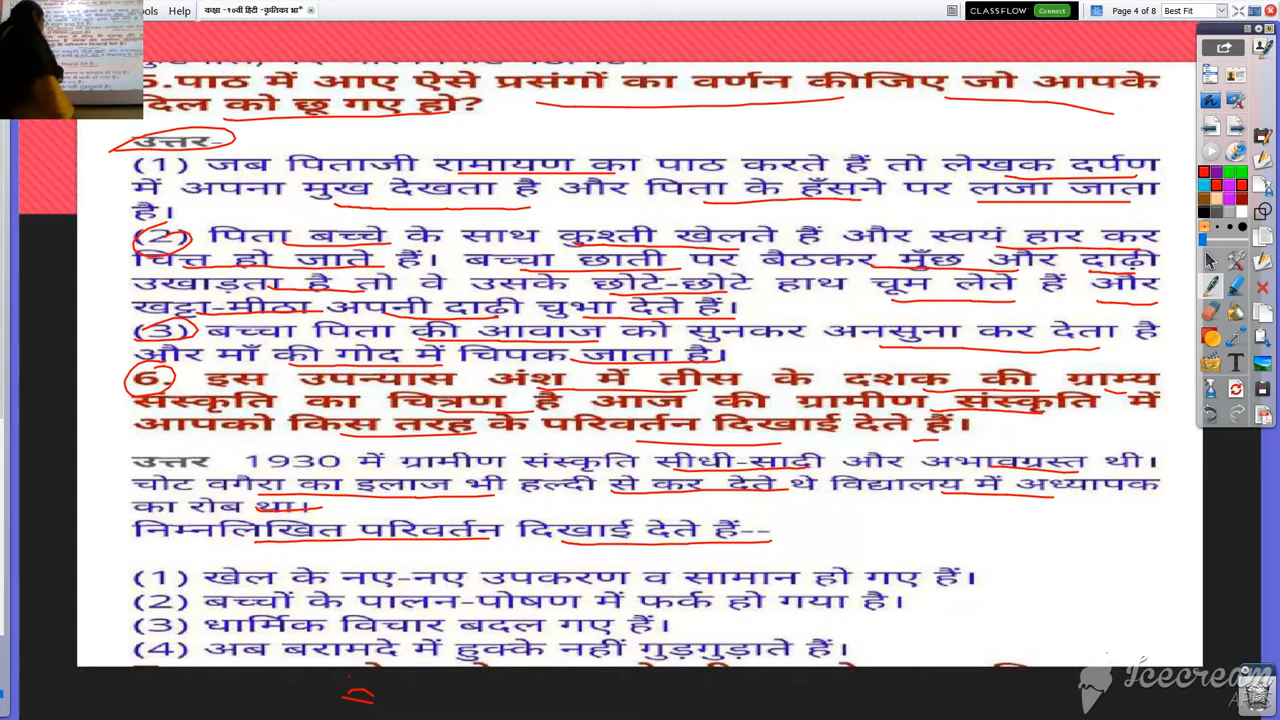 ols Help
कक्षा -१०वीं हिंदी -कृतिका भा*
CLASSFLOW Connect
Page 4 of 8
Best Fit
5.पाठ में आए ऐसे प्रसंगों का वर्णन कीजिए जो आपके
दिल को छू गए हो?
उत्तर-
(1) जब पिताजी रामायण का पाठ करते हैं तो लेखक दर्पण
में अपना मुख देखता है और पिता के हँसने पर लजा जाता
है।
(2) पिता बच्चे के साथ कुश्ती खेलते हैं और स्वयं हार कर
चित्त हो जाते हैं। बच्चा छाती पर बैठकर मुँछ और दाढ़ी
उखाड़ता है तो वे उसके छोटे-छोटे हाथ चूम लेते हैं और
खट्टा-मीठा अपनी दाढी चुभा देते हैं।
(3) बच्चा पिता की आवाज को सुनकर अनसुना कर देता है
और माँ की गोद में चिपक जाता है।
6. इस उपन्यास अंश में तीस के दशक की ग्राम्य
संस्कृति का चित्रण है आज की ग्रामीण संस्कृति में
आपको किस तरह के परिवर्तन दिखाई देते हैं।
उत्तर 1930 में ग्रामीण संस्कृति सीधी-सादी और अभावग्रस्त थी।
चोट वगैरा का इलाज भी हल्दी से कर देते थे विद्यालय में अध्यापक
का रोब था।
निम्नलिखित परिवर्तन दिखाई देते हैं--
(1) खेल के नए-नए उपकरण व सामान हो गए हैं।
(2) बच्चों के पालन-पोषण में फर्क हो गया है।
(3) धार्मिक विचार बदल गए हैं।
(4) अब बरामदे में हुक्के नहीं गुड़गुड़ाते हैं।
Icecream
APPS